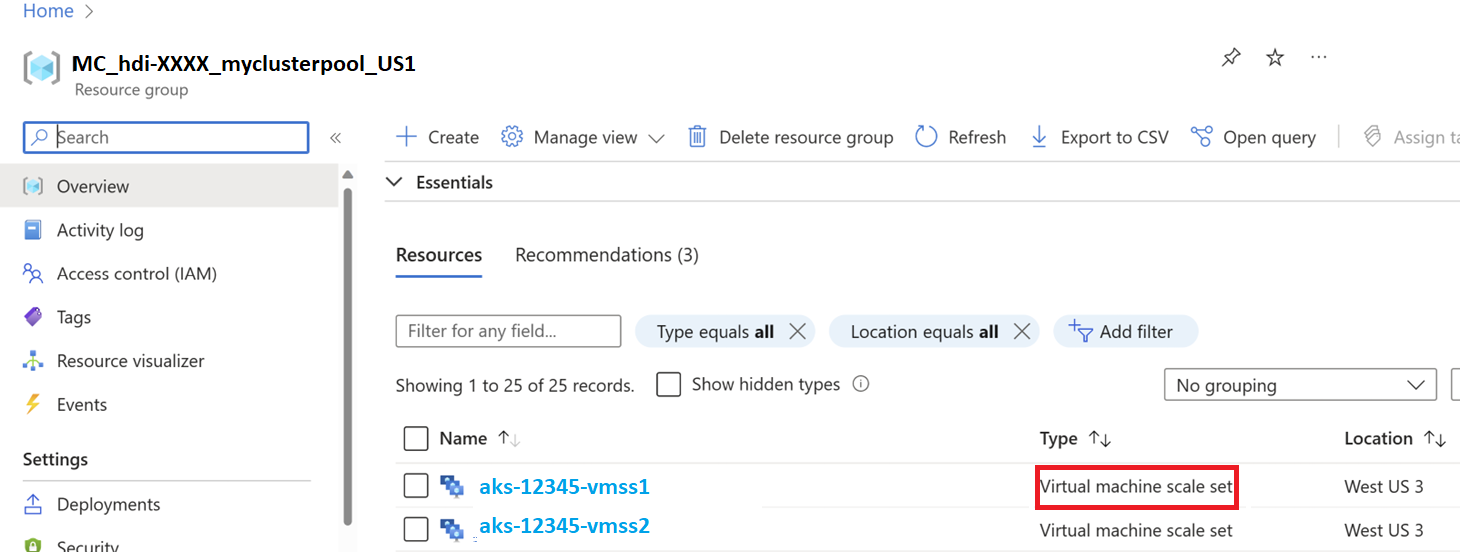 Home
MC_hdi-XXXX_myclusterpool_US1
Resource group
Search
Create Manage view Delete resource group Refresh Export to CSV Open query Assign ta
Overview
Essentials
Activity log
Resources Recommendations (3)
Access control (IAM)
Tags
Filter for any field... Type equals all Location equals all Add filter
Resource visualizer
Showing 1 to 25 of 25 records. Show hidden types No grouping
Events
Name Type Location
Settings
aks-12345-vmss1 Virtual machine scale set West US 3
Deployments
aks-12345-vmss2 Virtual machine scale set West US 3
Security